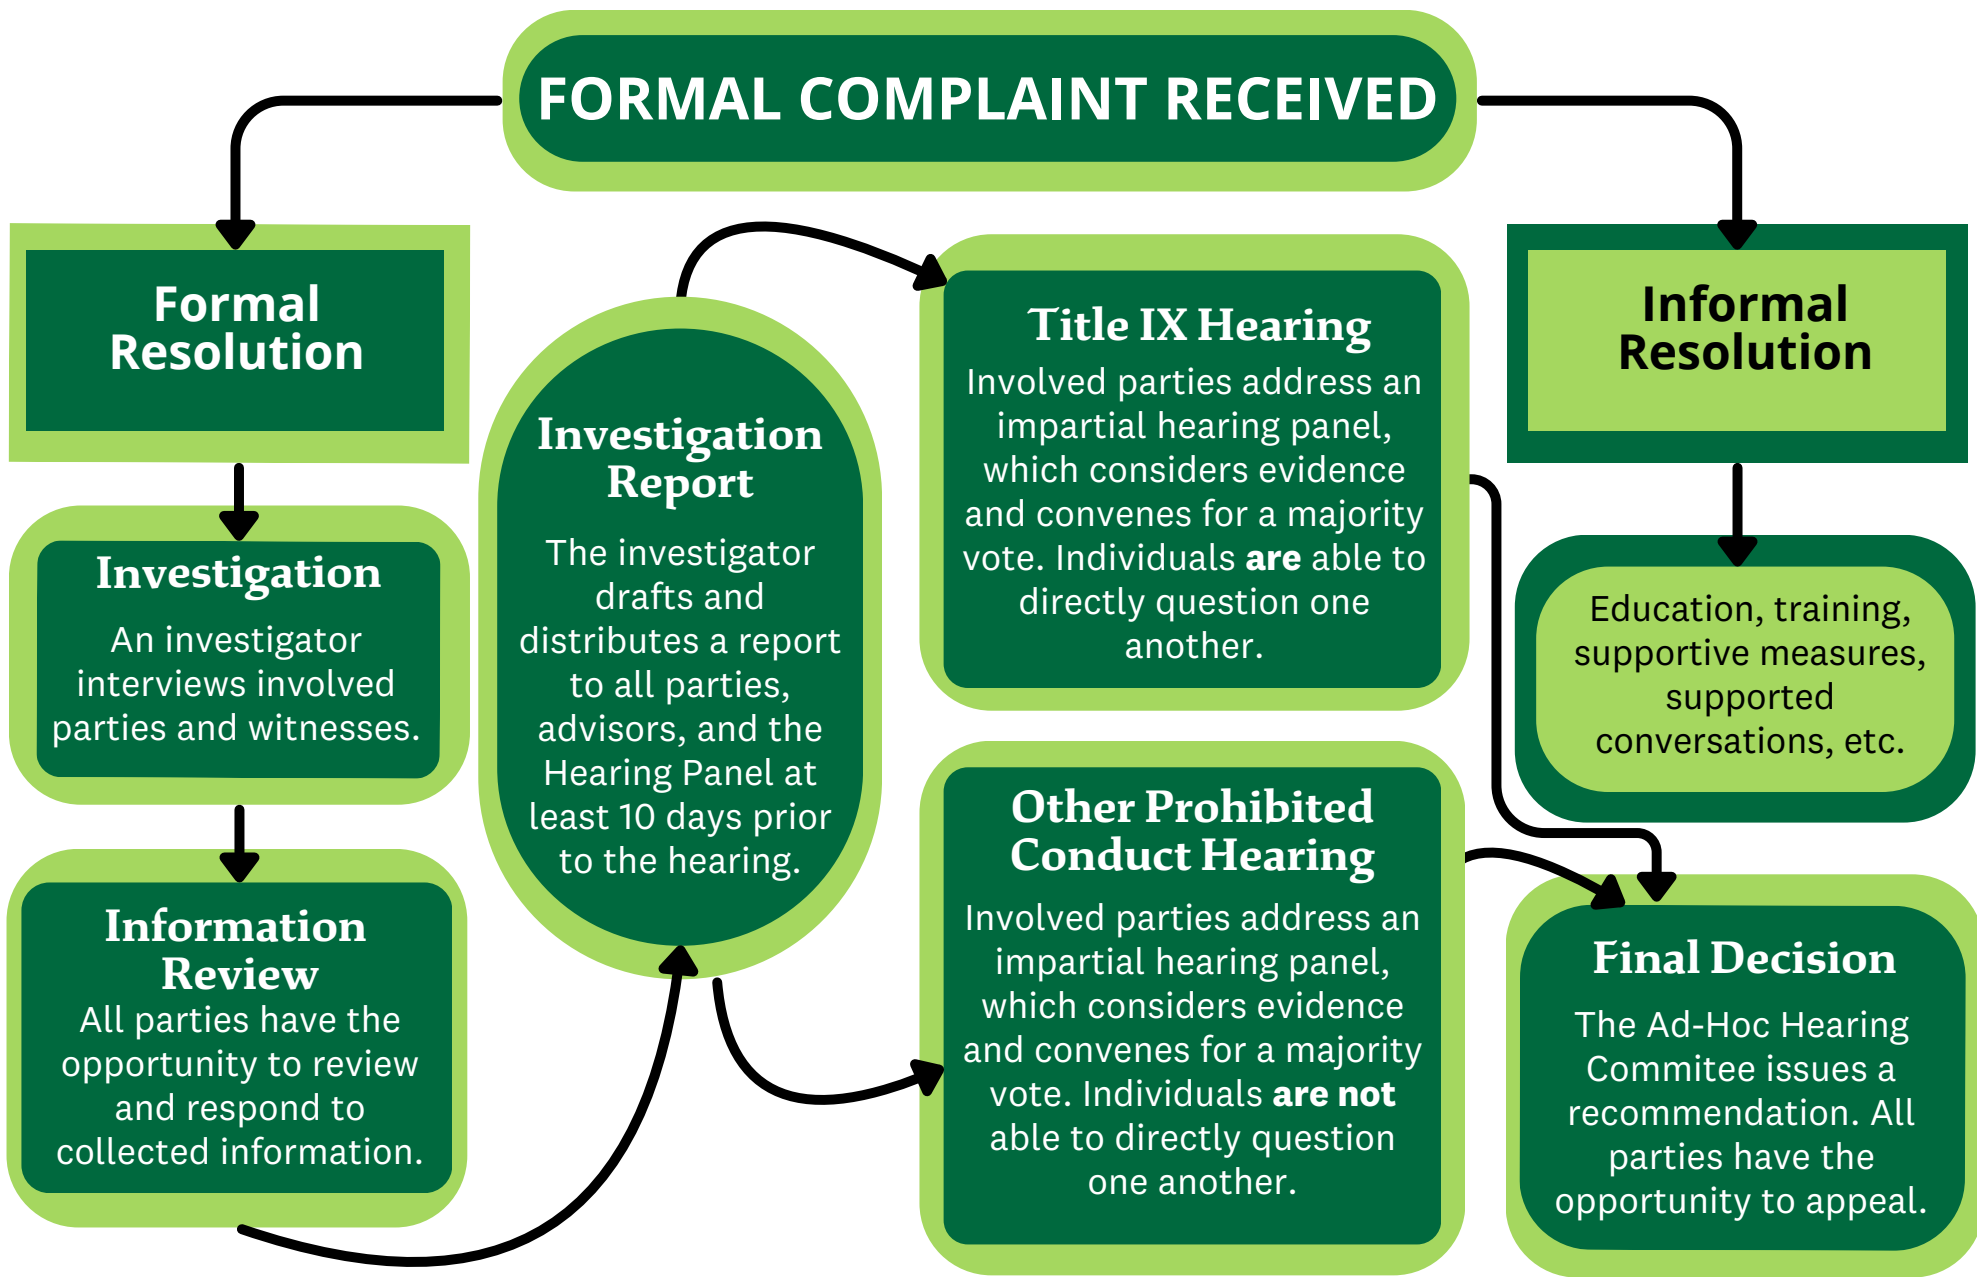 FORMAL COMPLAINT RECEIVED
Formal
Resolution
Investigation
An investigator
interviews involved
parties and witnesses.
Information
Review
All parties have the
opportunity to review
and respond to
collected information.
Investigation
Report
The investigator
drafts and
distributes a report
to all parties,
advisors, and the
Hearing Panel at
least 10 days prior
to the hearing.
Title IX Hearing
Involved parties address an
impartial hearing panel,
which considers evidence
and convenes for a majority
vote. Individuals are able to
directly question one
another.
Other Prohibited
Conduct Hearing
Involved parties address an
impartial hearing panel,
which considers evidence
and convenes for a majority
vote. Individuals are not
able to directly question
one another.
Informal
Resolution
Education, training,
supportive measures,
supported
conversations, etc.
Final Decision
The Ad-Hoc Hearing
Commitee issues a
recommendation. All
parties have the
opportunity to appeal.